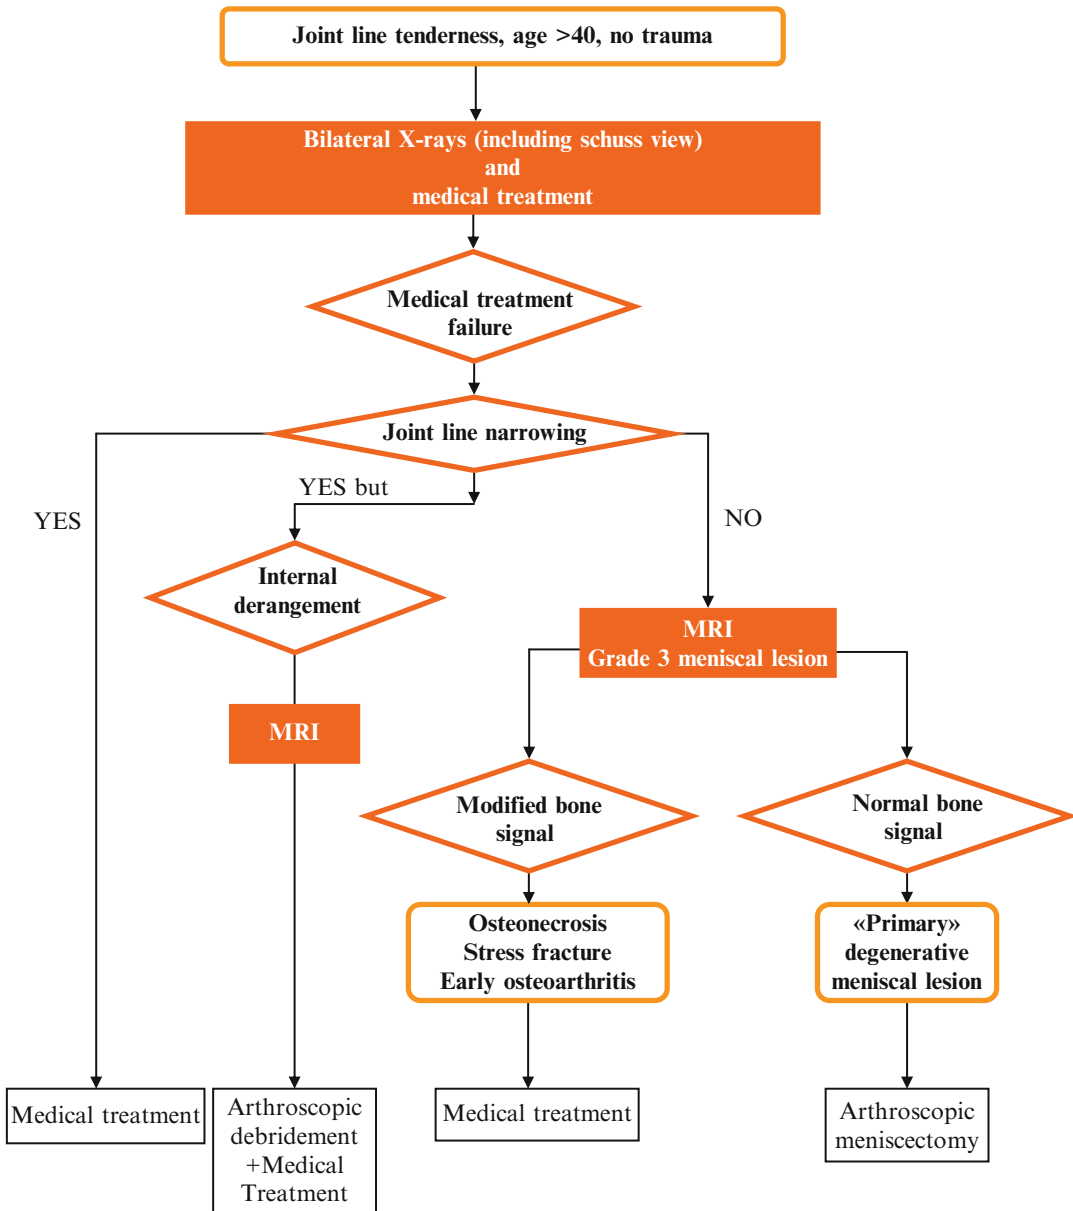 Joint line tenderness, age >40, no trauma
Bilateral X-rays (including schuss view)
and
medical treatment
Medical treatment
failure
Joint line narrowing
YES
YES but
NO
Internal
derangement
MRI
MRI
Grade 3 meniscal lesion
Modified bone
signal
Normal bone
signal
Osteonecrosis
Stress fracture
Early osteoarthritis
«Primary»
degenerative
meniscal lesion
Medical treatment
Arthroscopic
debridement
+Medical
Treatment
Medical treatment
Arthroscopic
meniscectomy